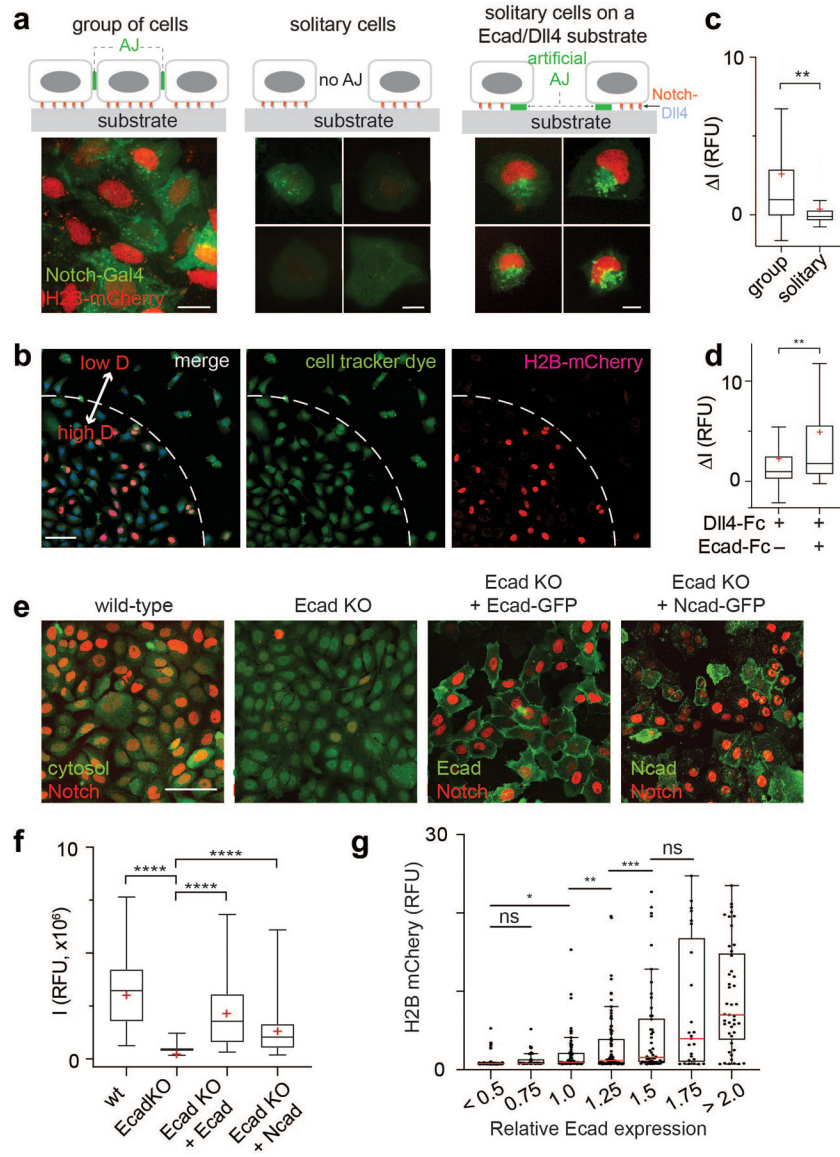 a
group of cells
AJ
substrate
Notch-Gal4
H2B-mCherry
solitary cells
no AJ
substrate
solitary cells on a
Ecad/Dll4 substrate
artificial
AJ
Notch-
Dll4
substrate
c
10
**
ΔI (RFU)
0
group
solitary
b
low D
high D
merge
cell tracker dye
H2B-mCherry
d
**
10
ΔI (RFU)
0
Dll4-Fc + +
Ecad-Fc – +
e
wild-type
cytosol
Notch
Ecad KO
Ecad KO
+ Ecad-GFP
Ecad
Notch
Ecad KO
+ Ncad-GFP
Ncad
Notch
f
10
****
****
****
I (RFU, x10⁶)
0
wt
EcadKO
Ecad KO
+ Ecad
Ecad KO
+ Ncad
g
30
ns
*
**
***
ns
H2B mChery (RFU)
0
< 0.5
0.75
1.0
1.25
1.5
1.75
> 2.0
Relative Ecad expression